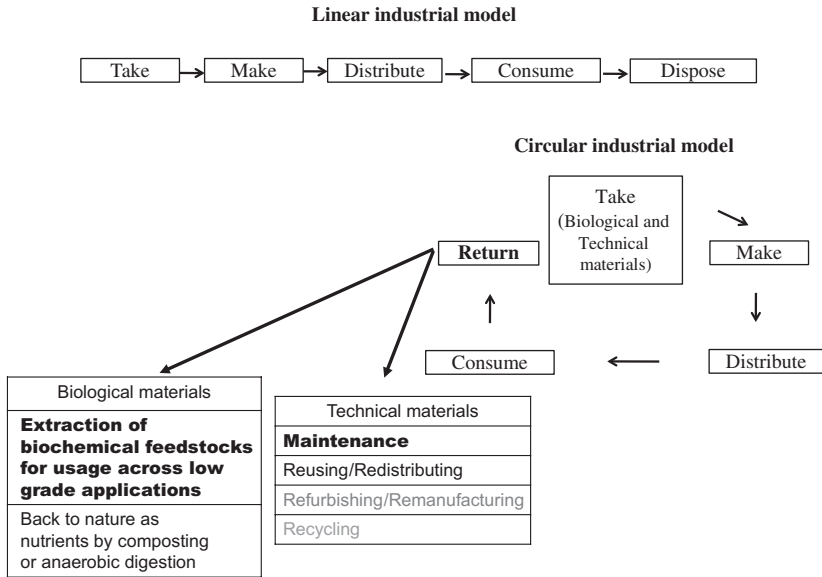 Linear industrial model
Take
Make
Distribute
Consume
Dispose
Circular industrial model
Take
(Biological and
Technical
materials)
Return
Make
Consume
Distribute
Biological materials
Extraction of
biochemical feedstocks
for usage across low
grade applications
Back to nature as
nutrients by composting
or anaerobic digestion
Technical materials
Maintenance
Reusing/Redistributing
Refurbishing/Remanufacturing
Recycling